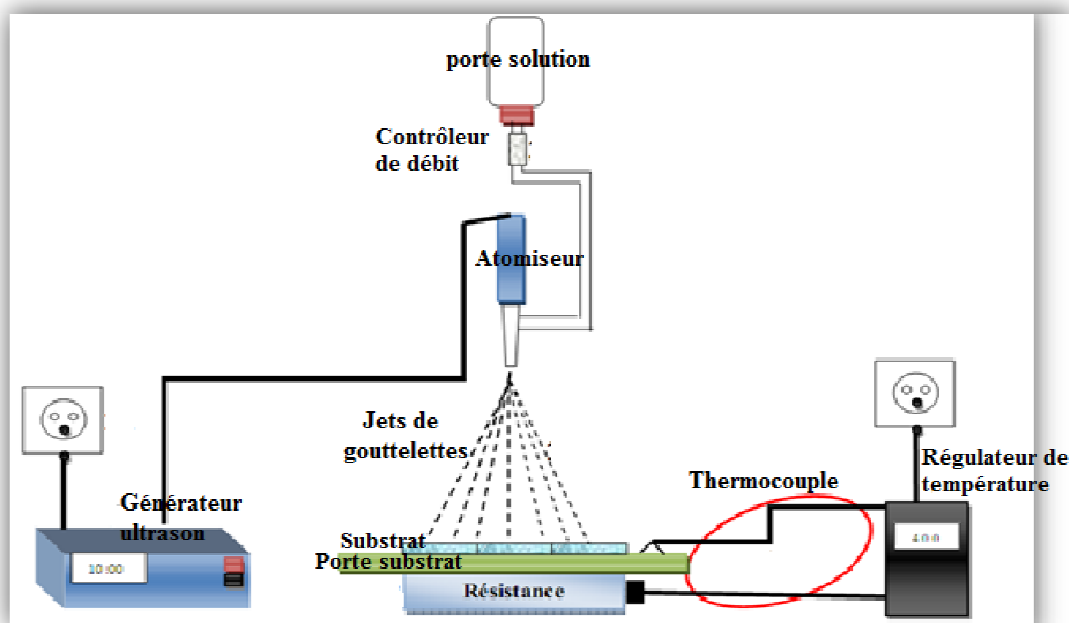 porte solution
Contrôleur
de débit
Atomiseur
Jets de
gouttelettes
Thermocouple
Régulateur de
température
Générateur
ultrason
10:00
400
Substrat
Porte substrat
Résistance